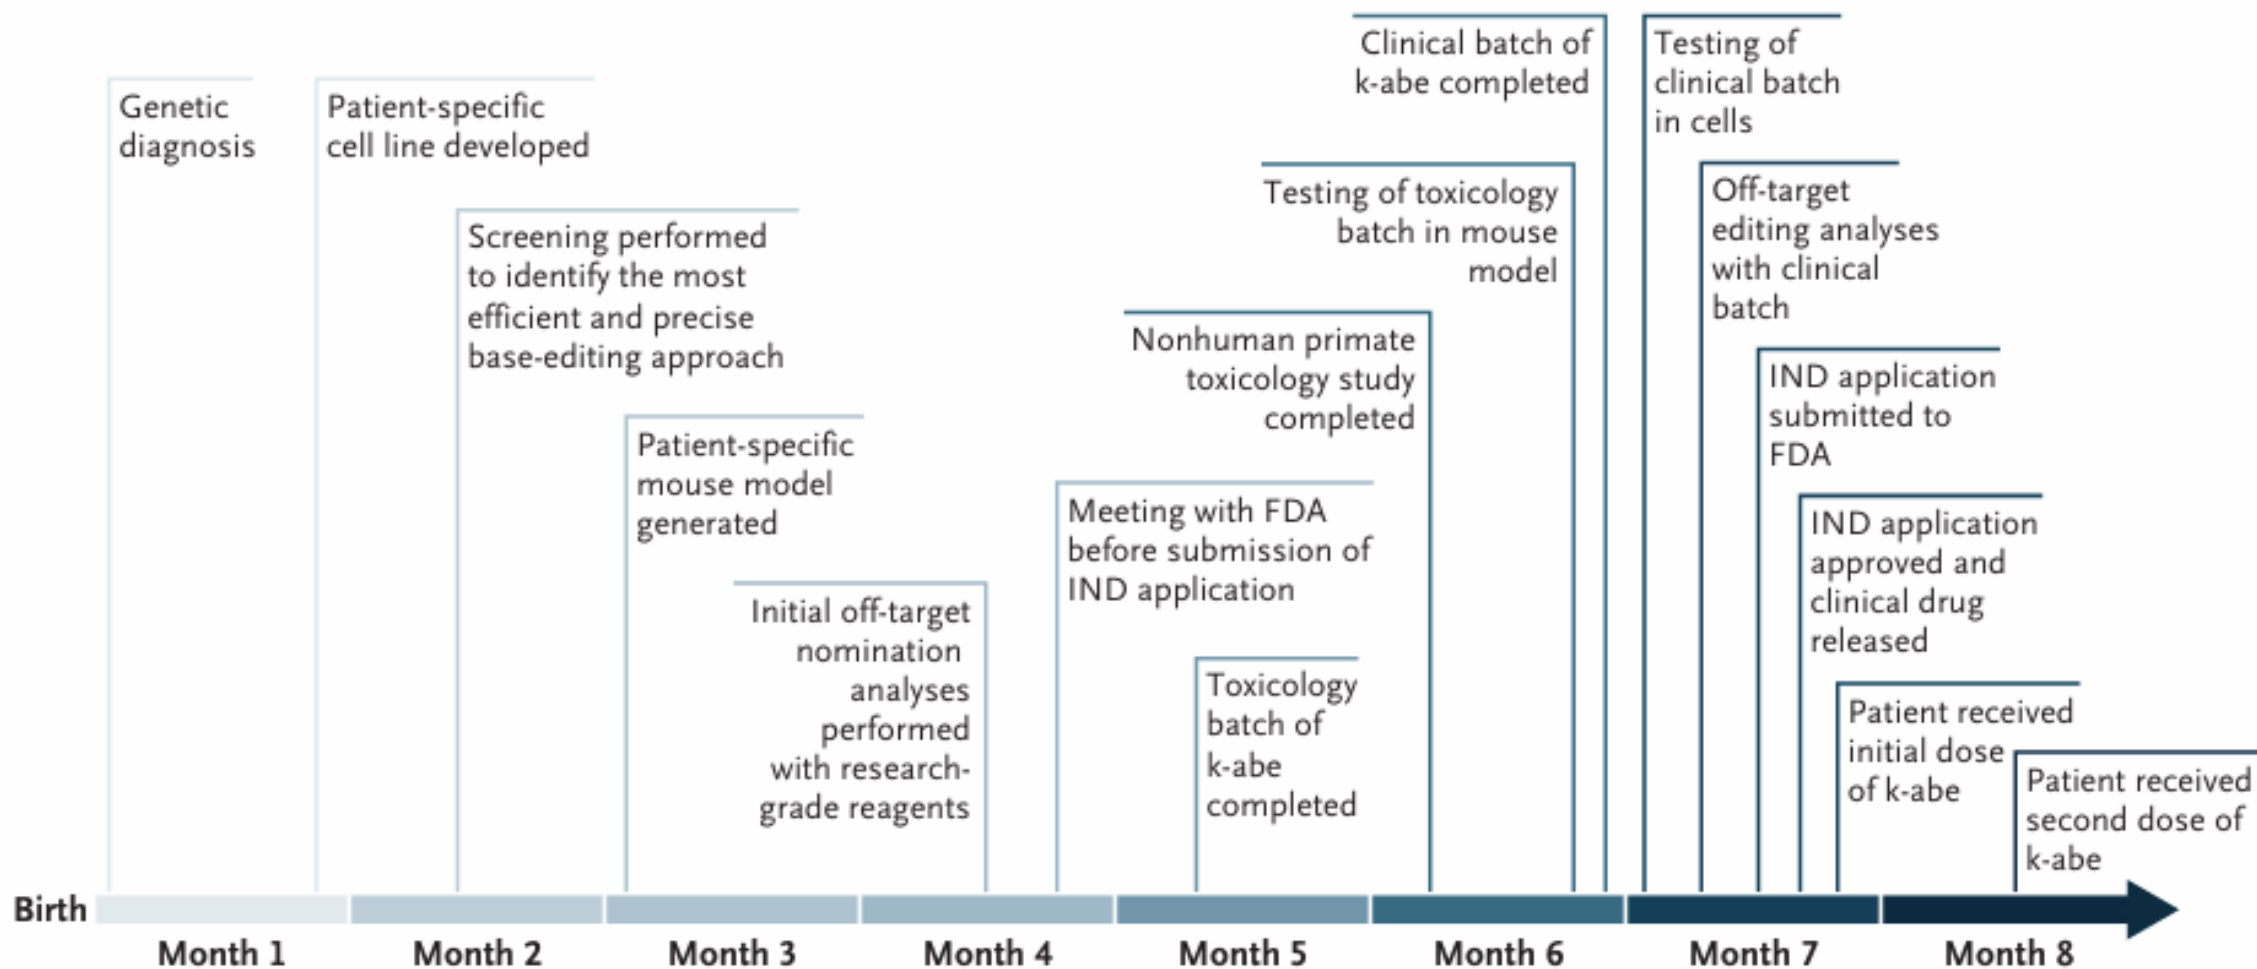 Genetic
diagnosis
Patient-specific
cell line developed
Screening performed
to identify the most
efficient and precise
base-editing approach
Patient-specific
mouse model
generated
Initial off-target
nomination
analyses
performed
with research-
grade reagents
Meeting with FDA
before submission of
IND application
Toxicology
batch of
k-abe
completed
Nonhuman primate
toxicology study
completed
Testing of toxicology
batch in mouse
model
Clinical batch of
k-abe completed
Testing of
clinical batch
in cells
Off-target
editing analyses
with clinical
batch
IND application
submitted to
FDA
IND application
approved and
clinical drug
released
Patient received
initial dose
of k-abe
Patient received
second dose of
k-abe
Birth
Month 1
Month 2
Month 3
Month 4
Month 5
Month 6
Month 7
Month 8